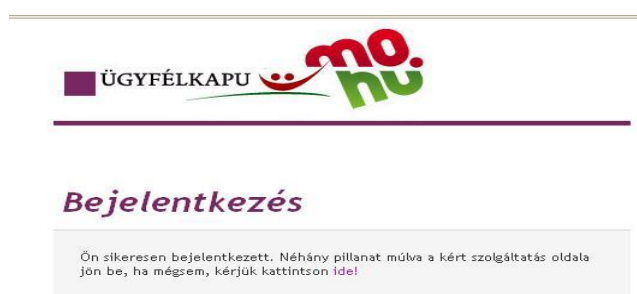 ÜGYFÉLKAPU mo.hu
Bejelentkezés
Ön sikeresen bejelentkezett. Néhány pillanat múlva a kért szolgáltatás oldala
jön be, ha mégsem, kérjük kattintson ide!